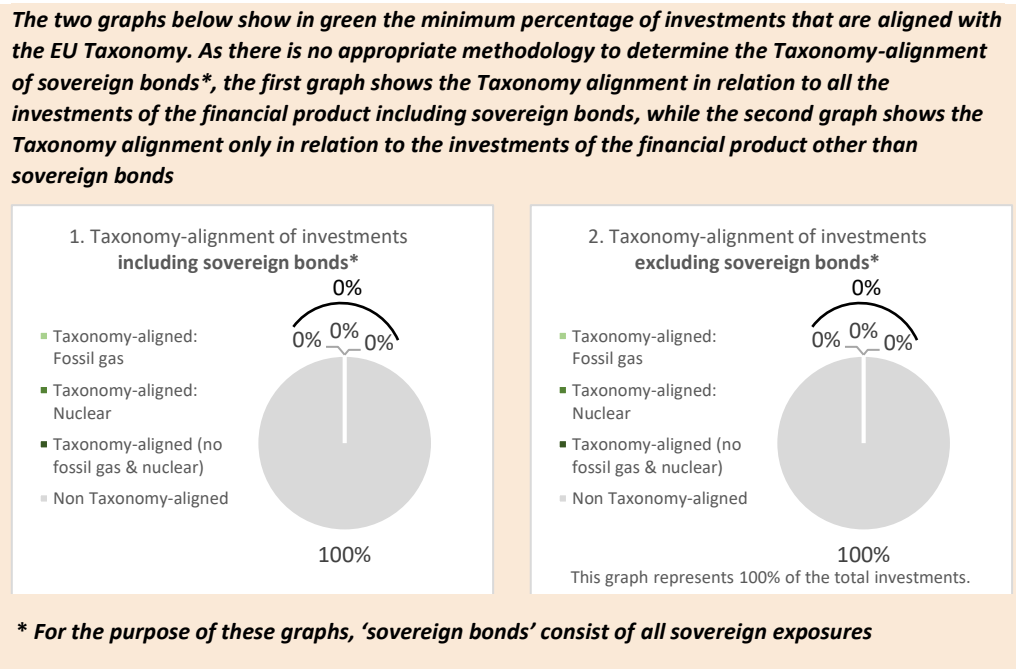 The two graphs below show in green the minimum percentage of investments that are aligned with
the EU Taxonomy. As there is no appropriate methodology to determine the Taxonomy-alignment
of sovereign bonds*, the first graph shows the Taxonomy alignment in relation to all the
investments of the financial product including sovereign bonds, while the second graph shows the
Taxonomy alignment only in relation to the investments of the financial product other than
sovereign bonds
1. Taxonomy-alignment of investments
including sovereign bonds*
0%
0%
0%
0%
Taxonomy-aligned:
Fossil gas
Taxonomy-aligned:
Nuclear
Taxonomy-aligned (no
fossil gas & nuclear)
Non Taxonomy-aligned
100%
2. Taxonomy-alignment of investments
excluding sovereign bonds*
0%
0%
0%
0%
Taxonomy-aligned:
Fossil gas
Taxonomy-aligned:
Nuclear
Taxonomy-aligned (no
fossil gas & nuclear)
Non Taxonomy-aligned
100%
This graph represents 100% of the total investments.
* For the purpose of these graphs, ‘sovereign bonds’ consist of all sovereign exposures